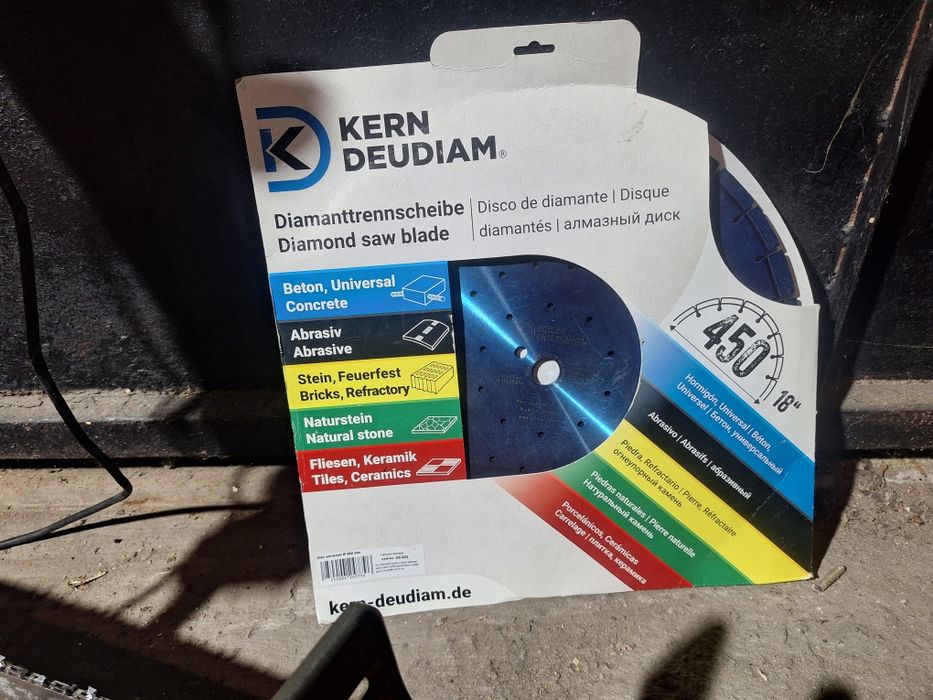 KERN
DEUDIAM®
Diamanttrennscheibe
Diamond saw blade
Disco de diamante | Disque
diamantés | алмазный диск
Beton, Universal
Concrete
Abrasiv
Abrasive
Stein, Feuerfest
Bricks, Refractory
Naturstein
Natural stone
Fliesen, Keramik
Tiles, Ceramics
KERN
DEUDIAM
450
18"
Hormigón, Universal | Béton,
Universel | Бетон, универсальный
Abrasivo | Abrasifs | абразивный
Piedra, Refractario | Pierre, Réfractaire
огнеупорный камень
Piedras naturales | Pierre naturelle
Натуральный камень
Porcelánicos, Cerámicas
Carrelage | плитка, керамика
kern-deudiam.de